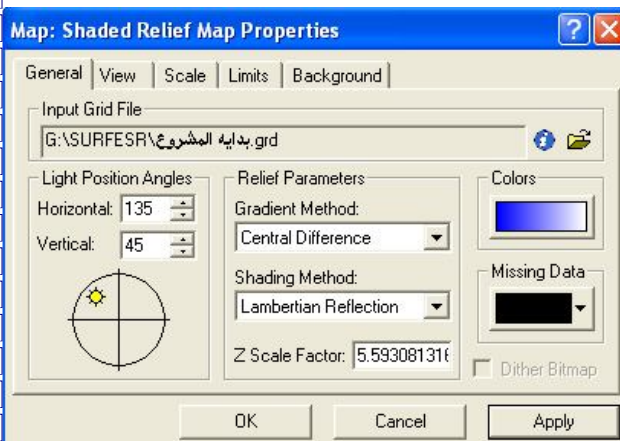 Map: Shaded Relief Map Properties
General View Scale Limits Background
Input Grid File
G:\SURFESR\بدايه المشروع.grd
Light Position Angles
Horizontal: 135
Vertical: 45
Relief Parameters
Gradient Method:
Central Difference
Shading Method:
Lambertian Reflection
Z Scale Factor: 5.593081316
Colors
Missing Data
Dither Bitmap
OK Cancel Apply